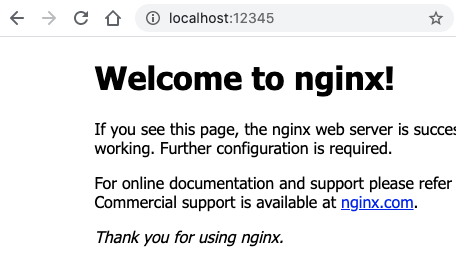 localhost:12345
Welcome to nginx!
If you see this page, the nginx web server is
working. Further configuration is required.
For online documentation and support please refer
Commercial support is available at nginx.com.
Thank you for using nginx.